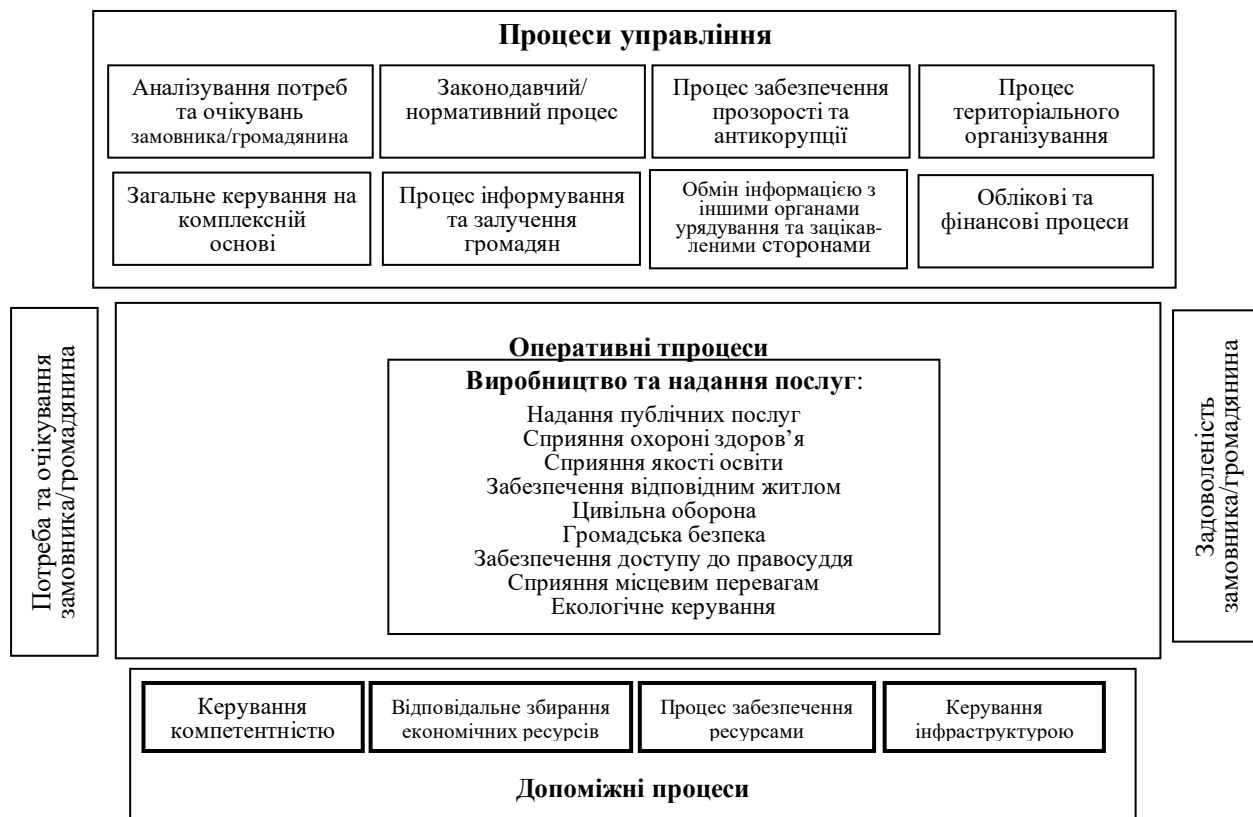 Процеси управління
Аналізування потреб
та очікувань
замовника/громадянина
Законодавчий/
нормативний процес
Процес забезпечення
прозорості та
антикорупції
Процес
територіального
організування
Загальне керування на
комплексній
основі
Процес інформування
та залучення
громадян
Обмін інформацією з
іншими органами
урядування та зацікав-
леними сторонами
Облікові та
фінансові процеси
Потреба та очікування
замовника/громадянина
Оперативні тпроцеси
Виробництво та надання послуг:
Надання публічних послуг
Сприяння охороні здоров’я
Сприяння якості освіти
Забезпечення відповідним житлом
Цивільна оборона
Громадська безпека
Забезпечення доступу до правосуддя
Сприяння місцевим перевагам
Екологічне керування
Задоволеність
замовника/громадянина
Керування
компетентністю
Відповідальне збирання
економічних ресурсів
Процес забезпечення
ресурсами
Керування
інфраструктурою
Допоміжні процеси